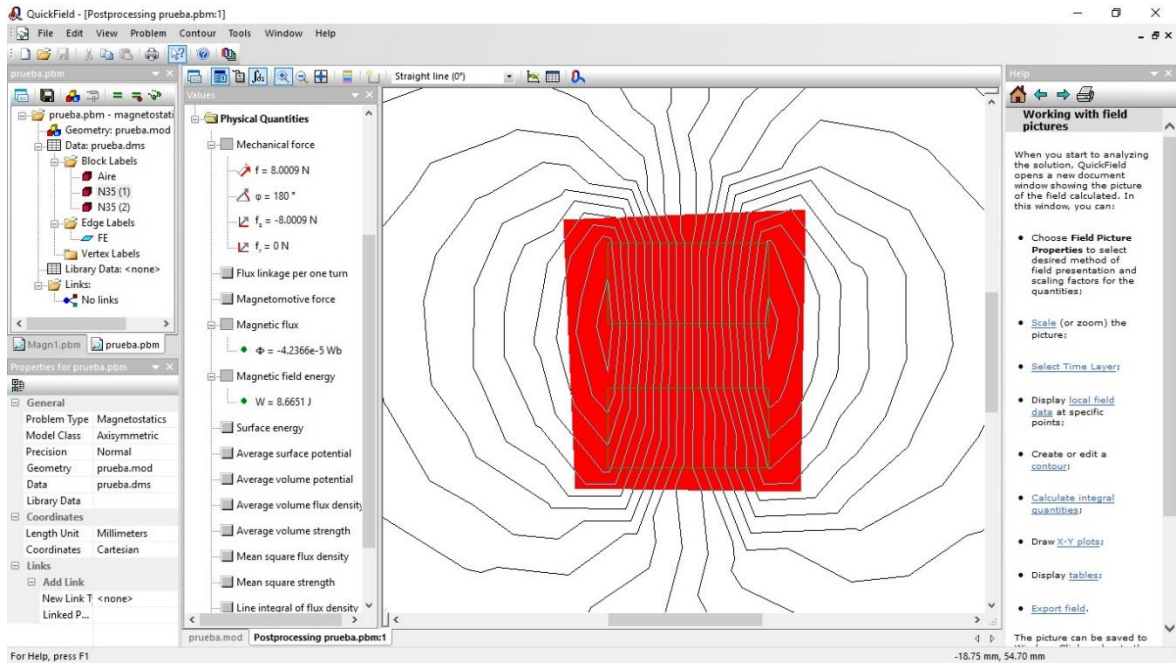 QuickField - [Postprocessing prueba.pbm:1]
File Edit View Problem Contour Tools Window Help
Straight line (0°)
prueba.pbm
prueba.pbm - magnetostati
Geometry: prueba.mod
Data: prueba.dms
Block Labels
Aire
N35 (1)
N35 (2)
Edge Labels
FE
Vertex Labels
Library Data: <none>
Links:
No links
Magn1.pbm prueba.pbm
Properties for prueba.pbm
General
Problem Type Magnetostatics
Model Class Axisymmetric
Precision Normal
Geometry prueba.mod
Data prueba.dms
Library Data
Coordinates
Length Unit Millimeters
Coordinates Cartesian
Links
Add Link
New Link T <none>
Linked P...
Values
Physical Quantities
Mechanical force
f = 8.0009 N
φ = 180 °
fz = -8.0009 N
fr = 0 N
Flux linkage per one turn
Magnetomotive force
Magnetic flux
Φ = -4.2366e-5 Wb
Magnetic field energy
W = 8.6651 J
Surface energy
Average surface potential
Average volume potential
Average volume flux density
Average volume strength
Mean square flux density
Mean square strength
Line integral of flux density
prueba.mod Postprocessing prueba.pbm:1
Help
Working with field
pictures
When you start to analyzing
the solution, QuickField
opens a new document
window showing the picture
of the field calculated. In
this window, you can:
Choose Field Picture
Properties to select
desired method of
field presentation and
scaling factors for the
quantities;
Scale (or zoom) the
picture;
Select Time Layer;
Display local field
data at specific
points;
Create or edit a
contour;
Calculate integral
quantities;
Draw X-Y plots;
Display tables;
Export field.
The picture can be saved to
For Help, press F1
-18.75 mm, 54.70 mm